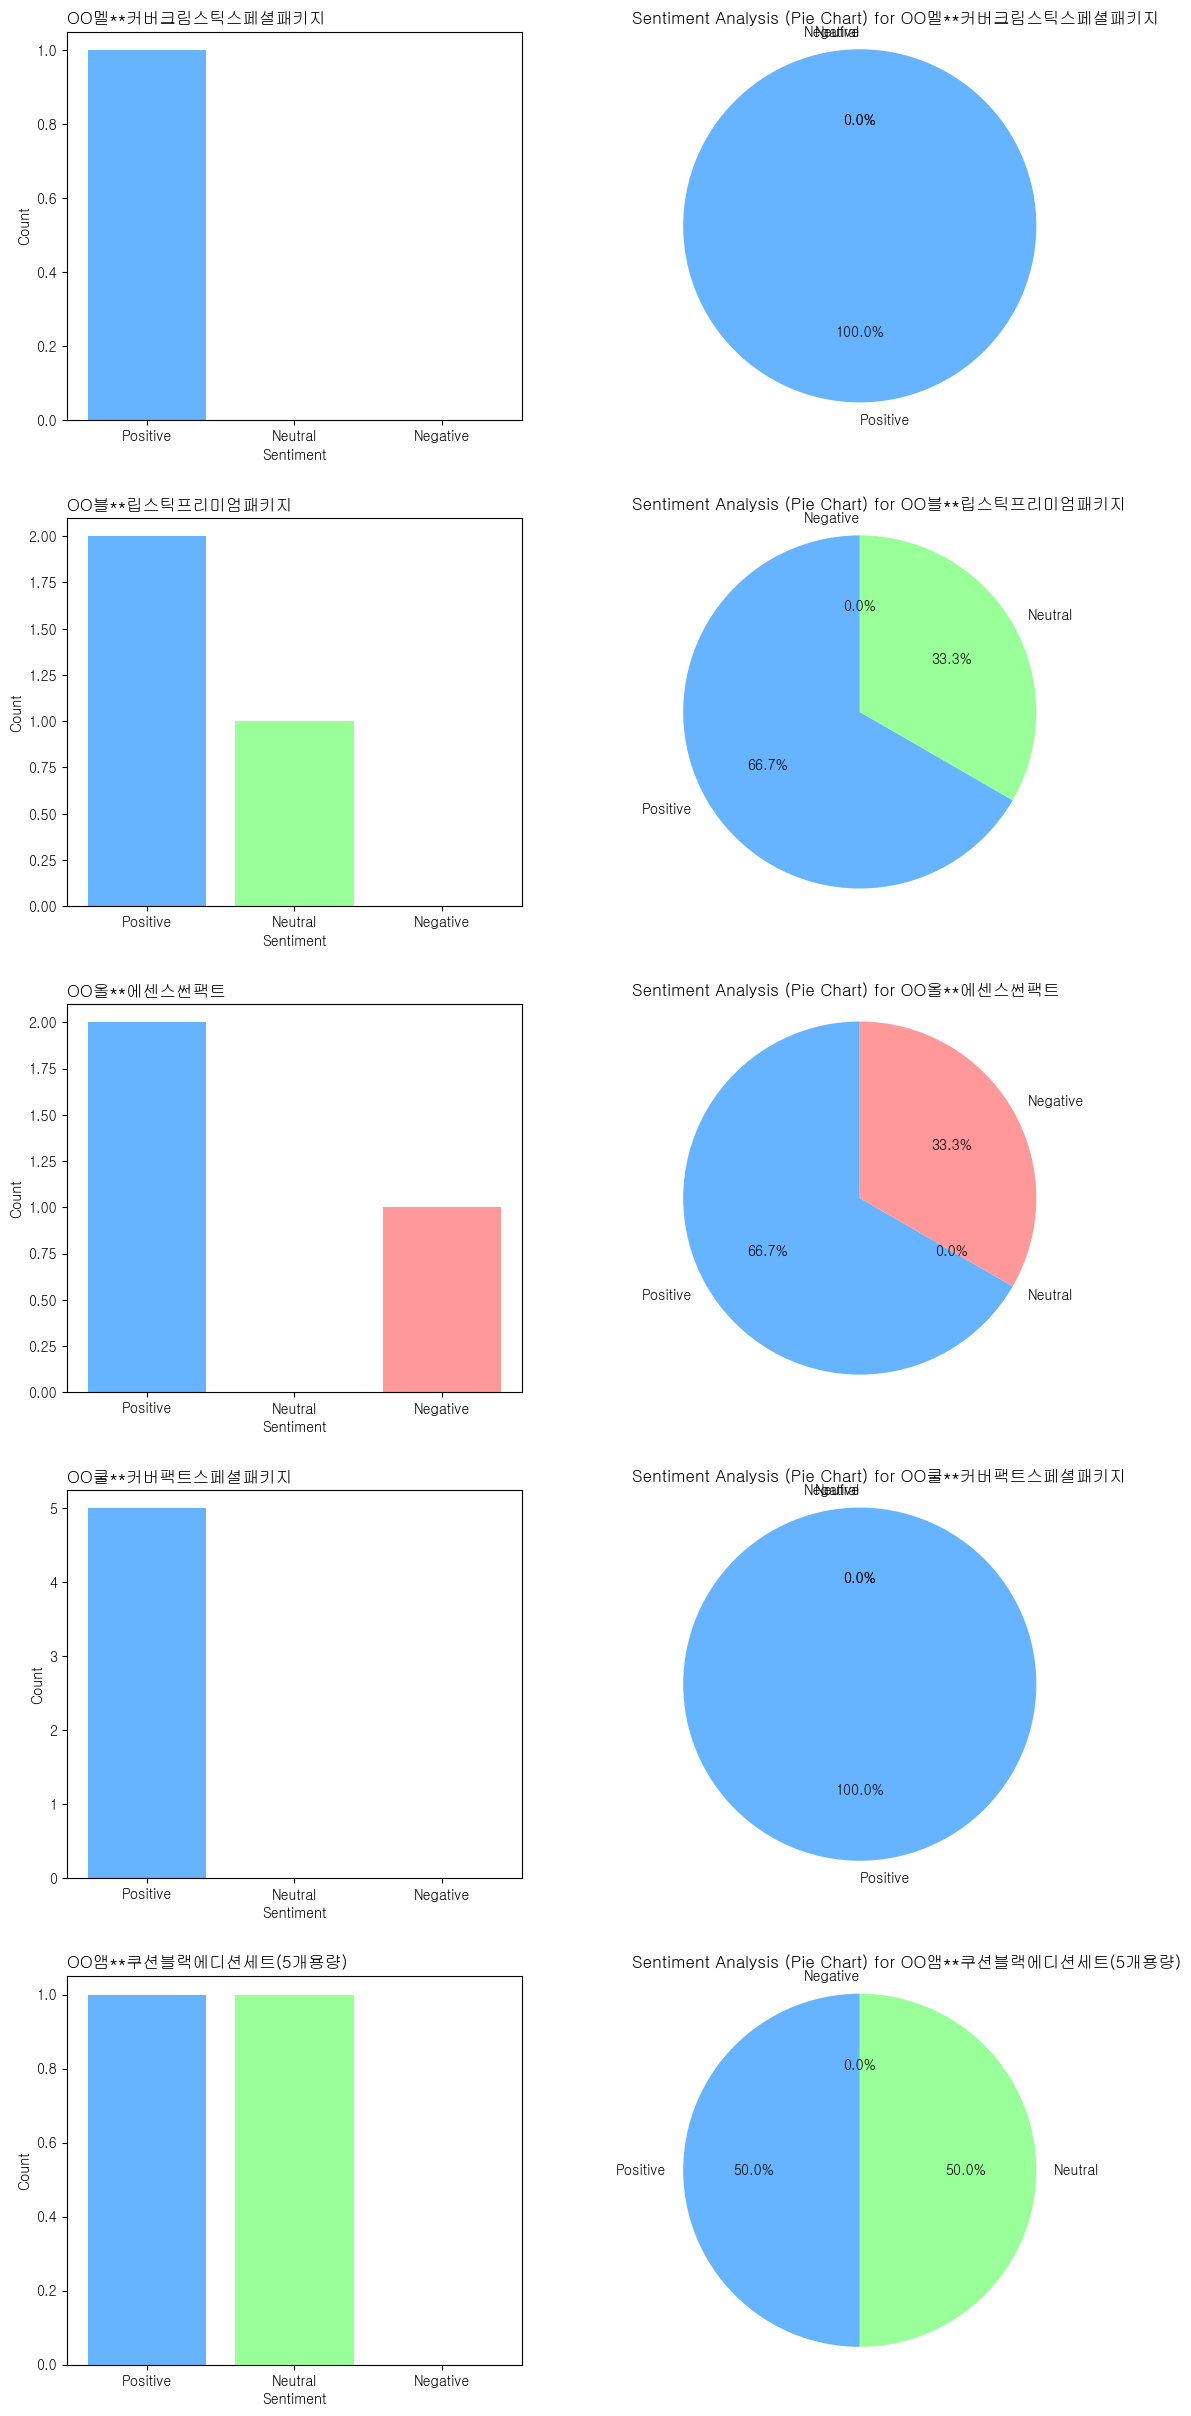 OO멜**커버크림스틱스페셜패키지
1.0
0.8
0.6
0.4
0.2
0.0
Count
Positive
Neutral
Negative
Sentiment
Sentiment Analysis (Pie Chart) for OO멜**커버크림스틱스페셜패키지
Negative
Neutral
0.0%
0.0%
100.0%
Positive
OO블**립스틱프리미엄패키지
2.00
1.75
1.50
1.25
1.00
0.75
0.50
0.25
0.00
Count
Positive
Neutral
Negative
Sentiment
Sentiment Analysis (Pie Chart) for OO블**립스틱프리미엄패키지
Negative
0.0%
Neutral
33.3%
66.7%
Positive
OO올**에센스썬팩트
2.00
1.75
1.50
1.25
1.00
0.75
0.50
0.25
0.00
Count
Positive
Neutral
Negative
Sentiment
Sentiment Analysis (Pie Chart) for OO올**에센스썬팩트
Negative
33.3%
66.7%
0.0%
Positive
Neutral
OO쿨**커버팩트스페셜패키지
5
4
3
2
1
0
Count
Positive
Neutral
Negative
Sentiment
Sentiment Analysis (Pie Chart) for OO쿨**커버팩트스페셜패키지
Negative
Neutral
0.0%
0.0%
100.0%
Positive
OO앰**쿠션블랙에디션세트(5개용량)
1.0
0.8
0.6
0.4
0.2
0.0
Count
Positive
Neutral
Negative
Sentiment
Sentiment Analysis (Pie Chart) for OO앰**쿠션블랙에디션세트(5개용량)
Negative
0.0%
Positive
50.0%
50.0%
Neutral